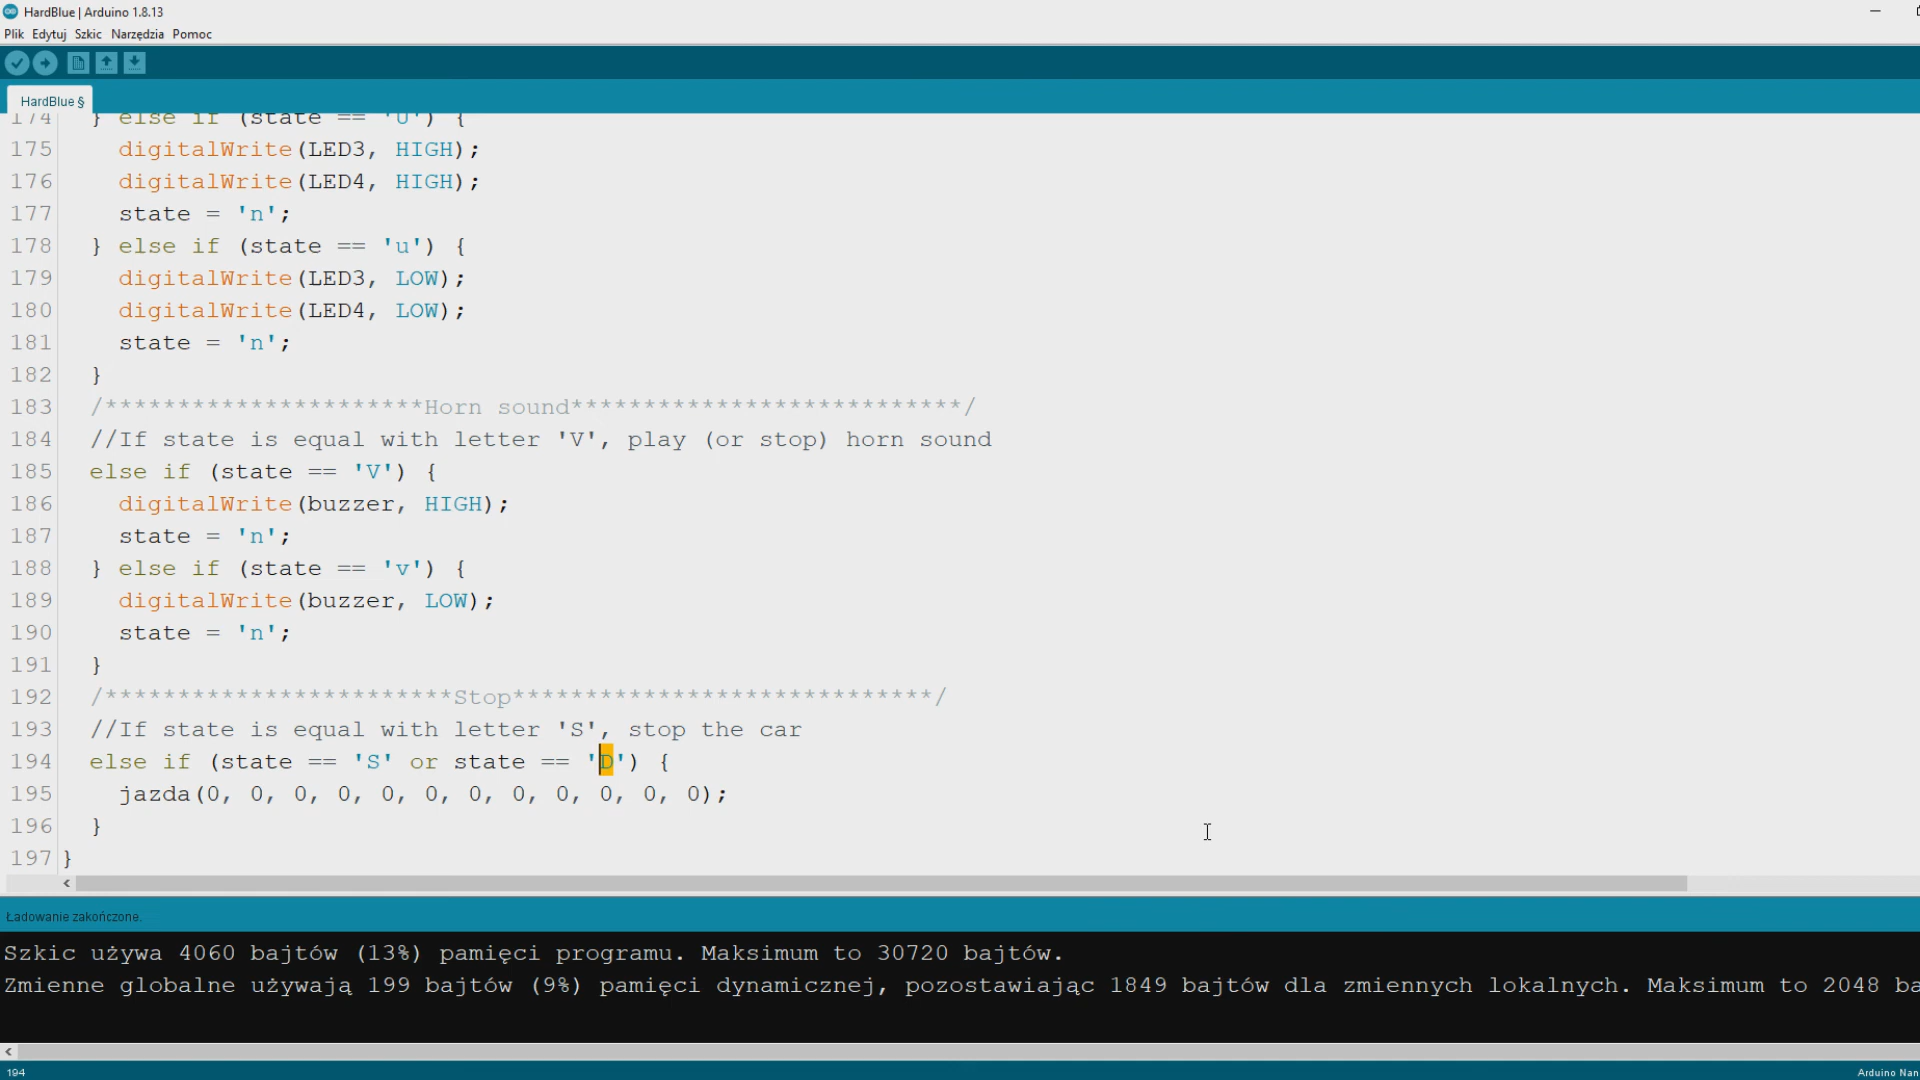 HardBlue | Arduino 1.8.13
Plik Edytuj Szkic Narzędzia Pomoc
HardBlue §
174 } else if (state == 'U') {
175 digitalWrite(LED3, HIGH);
176 digitalWrite(LED4, HIGH);
177 state = 'n';
178 } else if (state == 'u') {
179 digitalWrite(LED3, LOW);
180 digitalWrite(LED4, LOW);
181 state = 'n';
182 }
183 /**********************Horn sound***************************/
184 //If state is equal with letter 'V', play (or stop) horn sound
185 else if (state == 'V') {
186 digitalWrite(buzzer, HIGH);
187 state = 'n';
188 } else if (state == 'v') {
189 digitalWrite(buzzer, LOW);
190 state = 'n';
191 }
192 /************************Stop*****************************/
193 //If state is equal with letter 'S', stop the car
194 else if (state == 'S' or state == 'D') {
195 jazda(0, 0, 0, 0, 0, 0, 0, 0, 0, 0, 0, 0);
196 }
197 }
Ładowanie zakończone.
Szkic używa 4060 bajtów (13%) pamięci programu. Maksimum to 30720 bajtów.
Zmienne globalne używają 199 bajtów (9%) pamięci dynamicznej, pozostawiając 1849 bajtów dla zmiennych lokalnych. Maksimum to 2048 ba
194
Arduino Nan